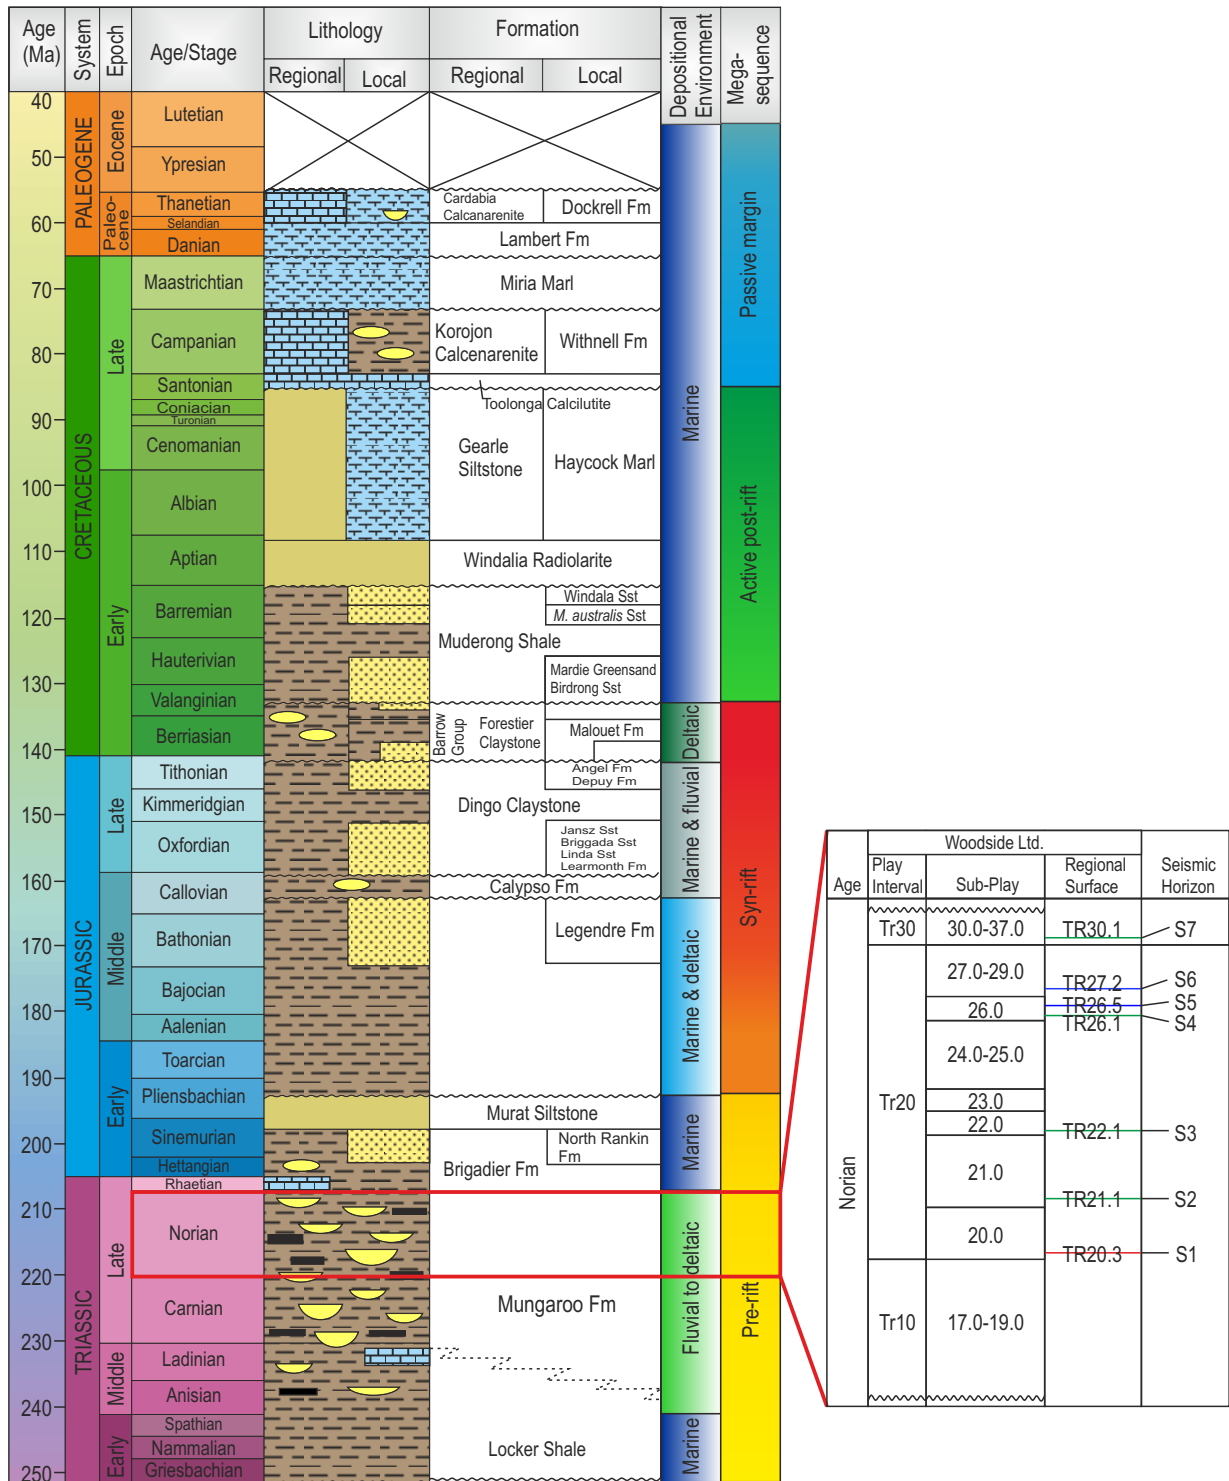 Age
(Ma)
System
Epoch
Age/Stage
Lithology
Regional
Local
Formation
Regional
Local
Depositional
Environment
Mega-
sequence
40
50
60
70
80
90
100
110
120
130
140
150
160
170
180
190
200
210
220
230
240
250
PALEOGENE
CRETACEOUS
JURASSIC
TRIASSIC
Eocene
Paleo-
cene
Late
Early
Late
Middle
Early
Late
Middle
Early
Lutetian
Ypresian
Thanetian
Selandian
Danian
Maastrichtian
Campanian
Santonian
Coniacian
Turonian
Cenomanian
Albian
Aptian
Barremian
Hauterivian
Valanginian
Berriasian
Tithonian
Kimmeridgian
Oxfordian
Callovian
Bathonian
Bajocian
Aalenian
Toarcian
Pliensbachian
Sinemurian
Hettangian
Rhaetian
Norian
Carnian
Ladinian
Anisian
Spathian
Nammalian
Griesbachian
Cardabia
Calcanarenite
Dockrell Fm
Lambert Fm
Miria Marl
Korojon
Calcenarenite
Withnell Fm
Toolonga Calcilutite
Gearle
Siltstone
Haycock Marl
Windalia Radiolarite
Windala Sst
M. australis Sst
Muderong Shale
Mardie Greensand
Birdrong Sst
Barrow
Group
Forestier
Claystone
Malouet Fm
Angel Fm
Depuy Fm
Dingo Claystone
Jansz Sst
Briggada Sst
Linda Sst
Learmonth Fm
Calypso Fm
Legendre Fm
Murat Siltstone
North Rankin
Fm
Brigadier Fm
Mungaroo Fm
Locker Shale
Marine
Deltaic
Marine & fluvial
Marine & deltaic
Marine
Fluvial to deltaic
Marine
Passive margin
Active post-rift
Syn-rift
Pre-rift
Woodside Ltd.
Age
Play
Interval
Sub-Play
Regional
Surface
Seismic
Horizon
Norian
Tr30
30.0-37.0
TR30.1
S7
Tr20
27.0-29.0
TR27.2
S6
26.0
TR26.5
S5
TR26.1
S4
24.0-25.0
23.0
22.0
TR22.1
S3
21.0
TR21.1
S2
20.0
TR20.3
S1
Tr10
17.0-19.0